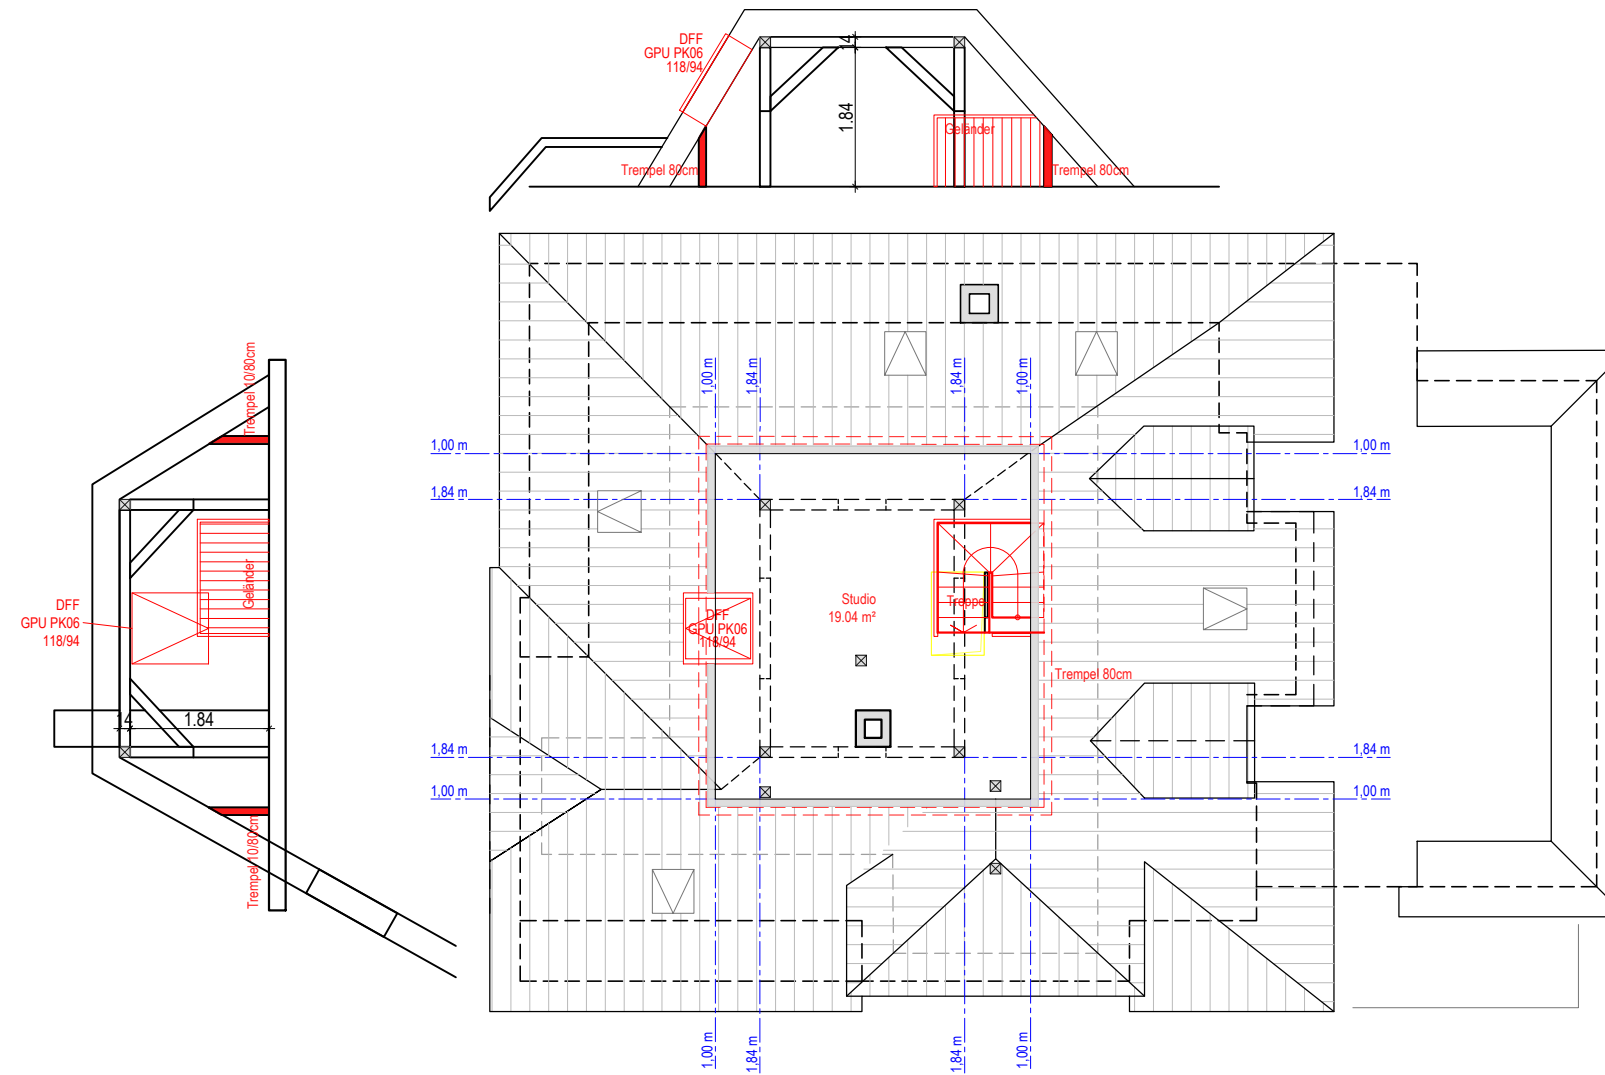 DFF
GPU PK06
118/94
14
1.84
Geländer
Trempel 80cm
Trempel 80cm
Trempel 10/80cm
1,00 m
1,84 m
1,84 m
1,00 m
1,00 m
1,00 m
1,84 m
1,84 m
Geländer
DFF
GPU PK06
118/94
DFF
GPU PK06
118/94
Studio
19.04 m²
Treppe
Trempel 80cm
14
1.84
1,84 m
1,84 m
1,00 m
1,00 m
Trempel 10/80cm
1,00 m
1,84 m
1,84 m
1,00 m